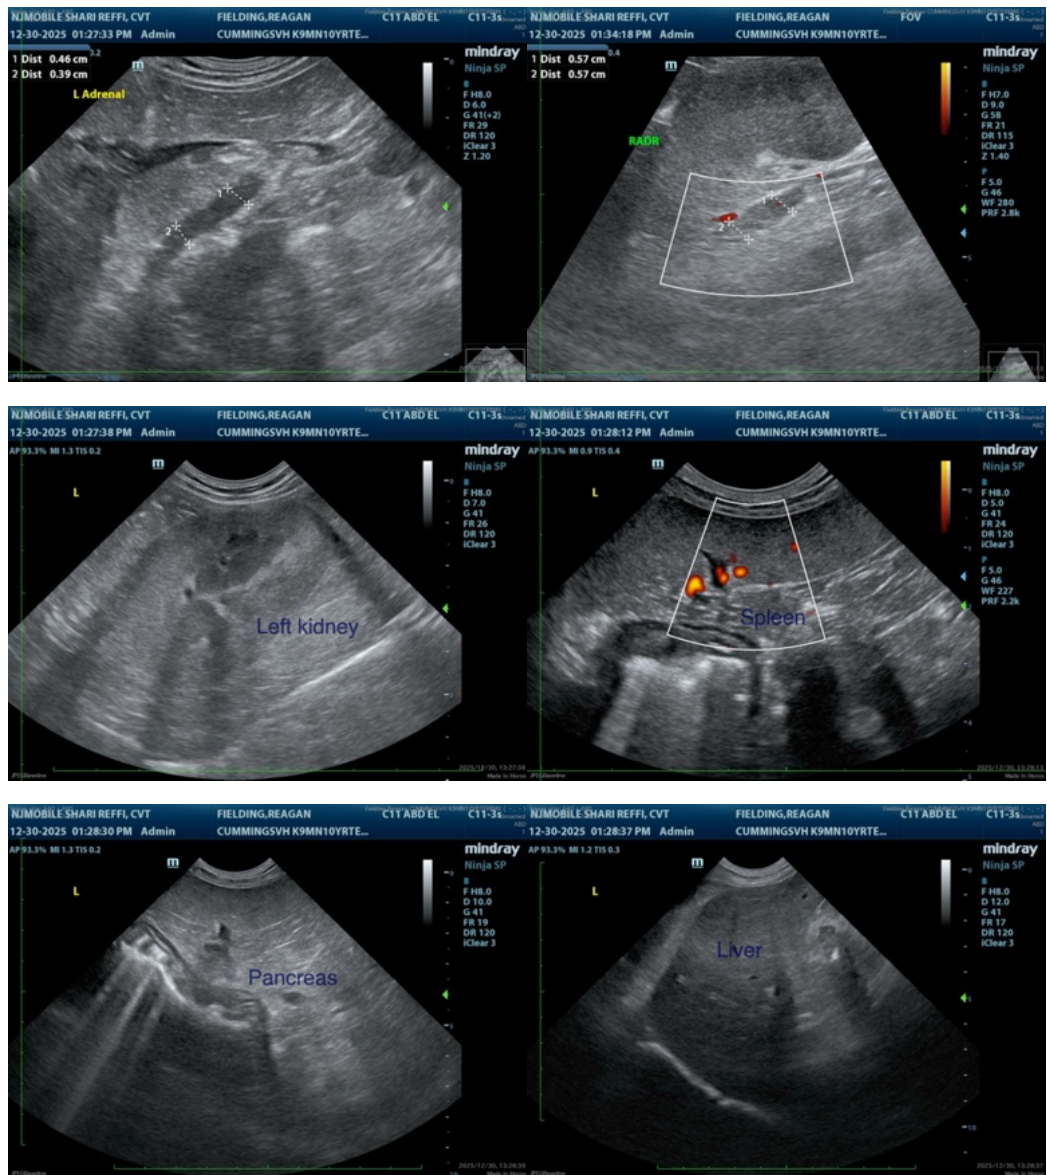 NJMOBILE SHARI REFFI, CVT FIELDING,REAGAN C11 ABD EL C11-3s
12-30-2025 01:27:33 PM Admin CUMMINGSVH K9MN10YRTE...
1 Dist 0.46 cm
2 Dist 0.39 cm
L Adrenal
mindray
Ninja SP
B
F H8.0
D 6.0
G 41(+2)
FR 29
DR 120
iClear 3
Z 1.20
NJMOBILE SHARI REFFI, CVT FIELDING,REAGAN FOV C11-3s
12-30-2025 01:34:18 PM Admin CUMMINGSVH K9MN10YRTE...
1 Dist 0.57 cm
2 Dist 0.57 cm
RADR
mindray
Ninja SP
B
F H7.0
D 9.0
G 58
FR 21
DR 115
iClear 3
Z 1.40
P
F 5.0
G 46
WF 280
PRF 2.8k
NJMOBILE SHARI REFFI, CVT FIELDING,REAGAN C11 ABD EL C11-3s
12-30-2025 01:27:38 PM Admin CUMMINGSVH K9MN10YRTE...
AP 93.3% MI 1.3 TIS 0.2
L
Left kidney
mindray
Ninja SP
B
F H8.0
D 7.0
G 41
FR 26
DR 120
iClear 3
NJMOBILE SHARI REFFI, CVT FIELDING,REAGAN C11 ABD EL C11-3s
12-30-2025 01:28:12 PM Admin CUMMINGSVH K9MN10YRTE...
AP 93.3% MI 0.9 TIS 0.4
L
Spleen
mindray
Ninja SP
B
F H8.0
D 5.0
G 41
FR 24
DR 120
iClear 3
P
F 5.0
G 46
WF 227
PRF 2.2k
NJMOBILE SHARI REFFI, CVT FIELDING,REAGAN C11 ABD EL C11-3s
12-30-2025 01:28:30 PM Admin CUMMINGSVH K9MN10YRTE...
AP 93.3% MI 1.3 TIS 0.2
L
Pancreas
mindray
Ninja SP
B
F H8.0
D 10.0
G 41
FR 19
DR 120
iClear 3
NJMOBILE SHARI REFFI, CVT FIELDING,REAGAN C11 ABD EL C11-3s
12-30-2025 01:28:37 PM Admin CUMMINGSVH K9MN10YRTE...
AP 93.3% MI 1.2 TIS 0.3
L
Liver
mindray
Ninja SP
B
F H8.0
D 12.0
G 41
FR 17
DR 120
iClear 3